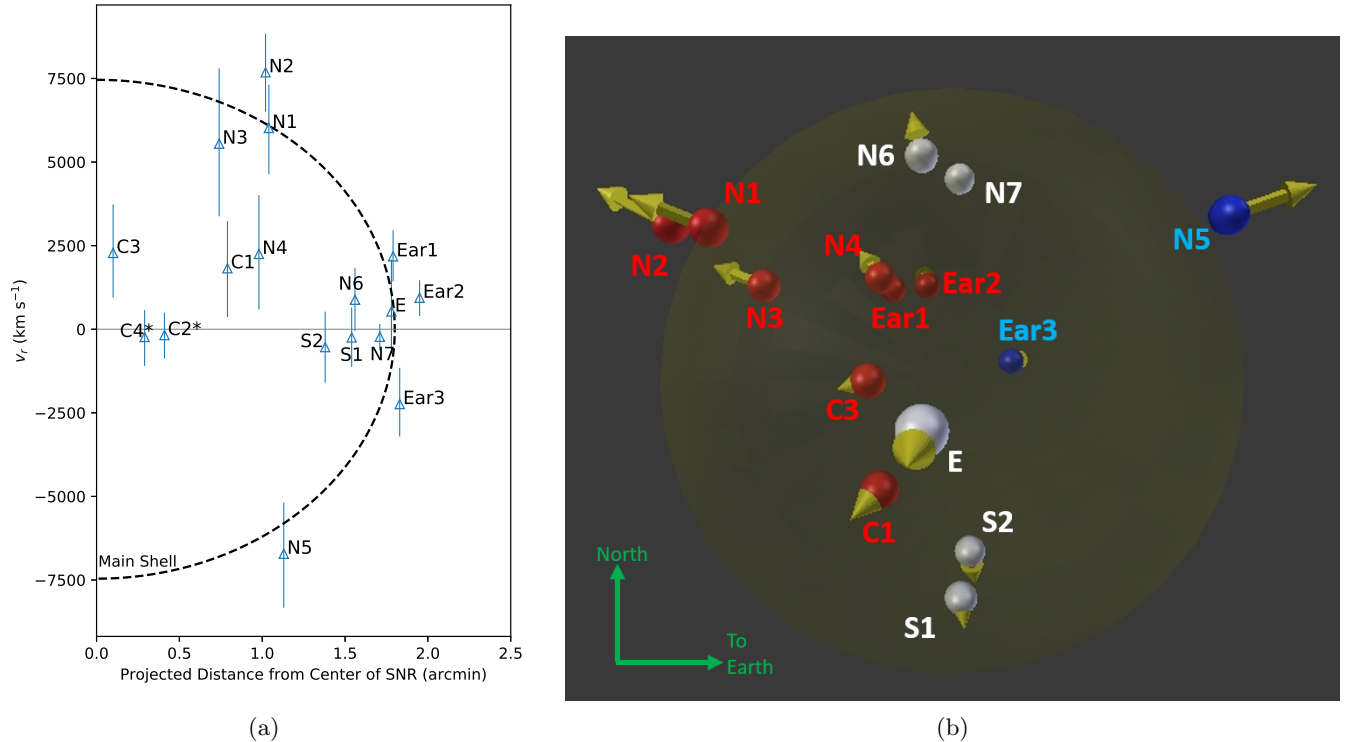 7500
5000
2500
0
−2500
−5000
−7500
0.0 0.5 1.0 1.5 2.0 2.5
v_r (km s⁻¹)
Projected Distance from Center of SNR (arcmin)
N2
N1
N3
C3
C1
N4
Ear1
N6
Ear2
E
C4*
C2*
S2
S1
N7
Ear3
N5
Main Shell
(a)
N6
N7
N1
N2
N5
N4
N3
Ear1
Ear2
Ear3
C3
E
C1
S2
S1
North
To
Earth
(b)